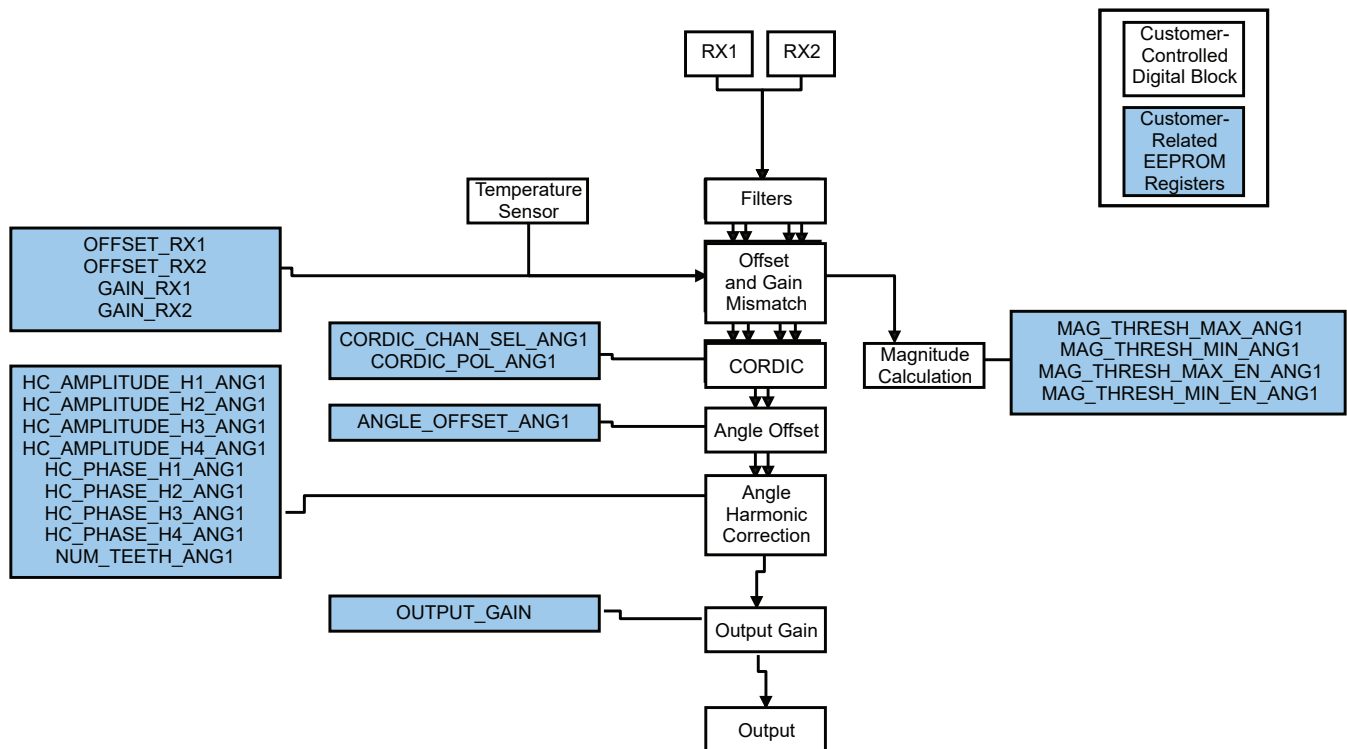 RX1
RX2
Customer-
Controlled
Digital Block
Customer-
Related
EEPROM
Registers
Temperature
Sensor
Filters
OFFSET_RX1
OFFSET_RX2
GAIN_RX1
GAIN_RX2
Offset
and Gain
Mismatch
CORDIC_CHAN_SEL_ANG1
CORDIC_POL_ANG1
CORDIC
Magnitude
Calculation
MAG_THRESH_MAX_ANG1
MAG_THRESH_MIN_ANG1
MAG_THRESH_MAX_EN_ANG1
MAG_THRESH_MIN_EN_ANG1
HC_AMPLITUDE_H1_ANG1
HC_AMPLITUDE_H2_ANG1
HC_AMPLITUDE_H3_ANG1
HC_AMPLITUDE_H4_ANG1
HC_PHASE_H1_ANG1
HC_PHASE_H2_ANG1
HC_PHASE_H3_ANG1
HC_PHASE_H4_ANG1
NUM_TEETH_ANG1
ANGLE_OFFSET_ANG1
Angle Offset
Angle
Harmonic
Correction
OUTPUT_GAIN
Output Gain
Output